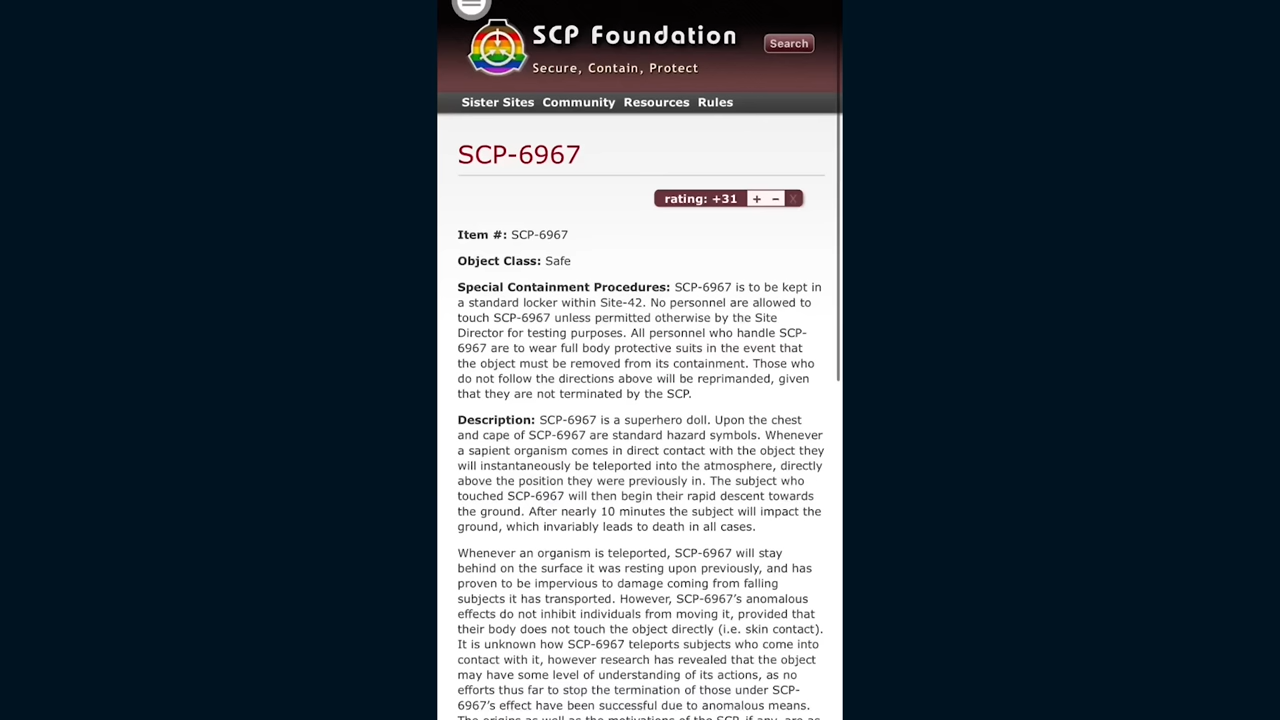 SCP Foundation
Search
Secure, Contain, Protect
Sister Sites Community Resources Rules
SCP-6967
rating: +31 + − X
Item #: SCP-6967
Object Class: Safe
Special Containment Procedures: SCP-6967 is to be kept in
a standard locker within Site-42. No personnel are allowed to
touch SCP-6967 unless permitted otherwise by the Site
Director for testing purposes. All personnel who handle SCP-
6967 are to wear full body protective suits in the event that
the object must be removed from its containment. Those who
do not follow the directions above will be reprimanded, given
that they are not terminated by the SCP.
Description: SCP-6967 is a superhero doll. Upon the chest
and cape of SCP-6967 are standard hazard symbols. Whenever
a sapient organism comes in direct contact with the object they
will instantaneously be teleported into the atmosphere, directly
above the position they were previously in. The subject who
touched SCP-6967 will then begin their rapid descent towards
the ground. After nearly 10 minutes the subject will impact the
ground, which invariably leads to death in all cases.
Whenever an organism is teleported, SCP-6967 will stay
behind on the surface it was resting upon previously, and has
proven to be impervious to damage coming from falling
subjects it has transported. However, SCP-6967’s anomalous
effects do not inhibit individuals from moving it, provided that
their body does not touch the object directly (i.e. skin contact).
It is unknown how SCP-6967 teleports subjects who come into
contact with it, however research has revealed that the object
may have some level of understanding of its actions, as no
efforts thus far to stop the termination of those under SCP-
6967’s effect have been successful due to anomalous means.
The origins as well as the motivations of the SCP, if any, are as